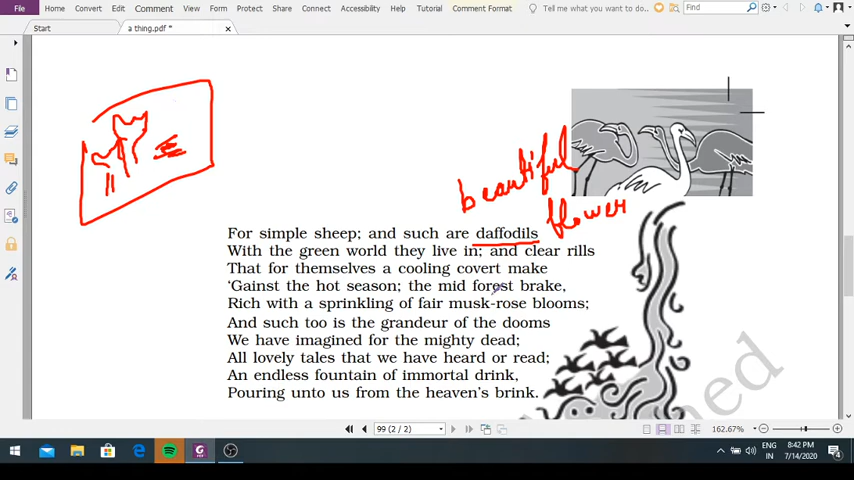 File Home Convert Edit Comment View Form Protect Share Connect Accessibility Help Tutorial Comment Format Tell me what you want to do... Find
Start a thing.pdf *
beautiful
flower
For simple sheep; and such are daffodils
With the green world they live in; and clear rills
That for themselves a cooling covert make
‘Gainst the hot season; the mid forest brake,
Rich with a sprinkling of fair musk-rose blooms;
And such too is the grandeur of the dooms
We have imagined for the mighty dead;
All lovely tales that we have heard or read;
An endless fountain of immortal drink,
Pouring unto us from the heaven’s brink.
99 (2 / 2) 162.67%
ENG 8:42 PM
IN 7/14/2020 4